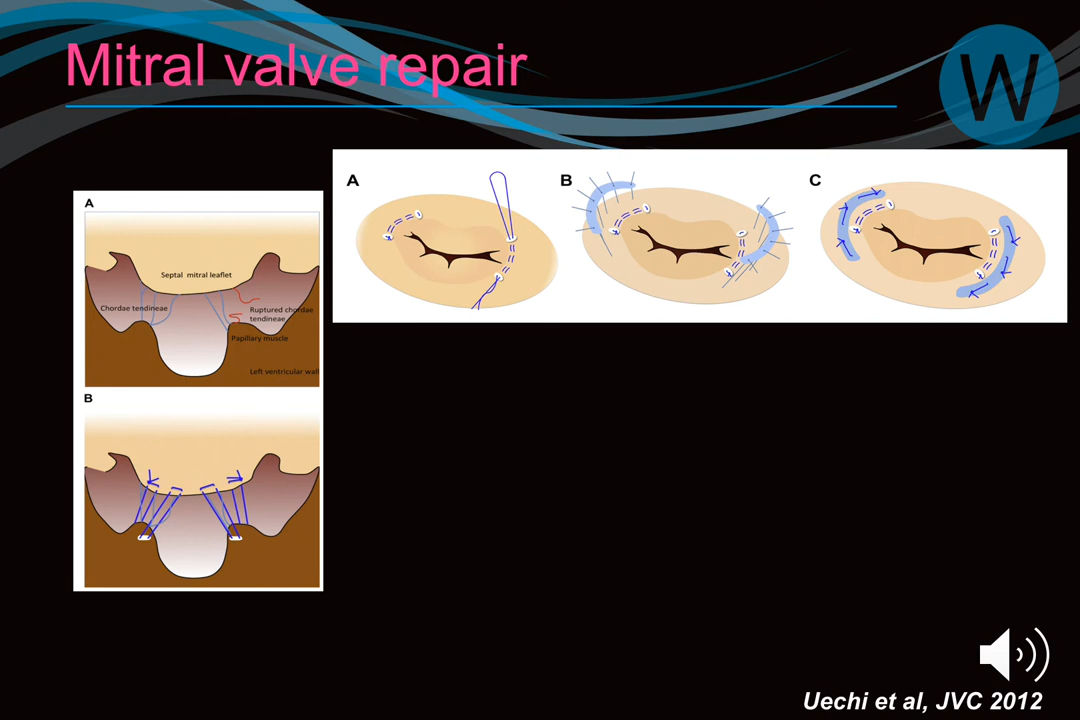 Mitral valve repair
W
A
Septal mitral leaflet
Chordae tendineae
Ruptured chordae
tendineae
Papillary muscle
Left ventricular wall
B
A
B
C
Uechi et al, JVC 2012